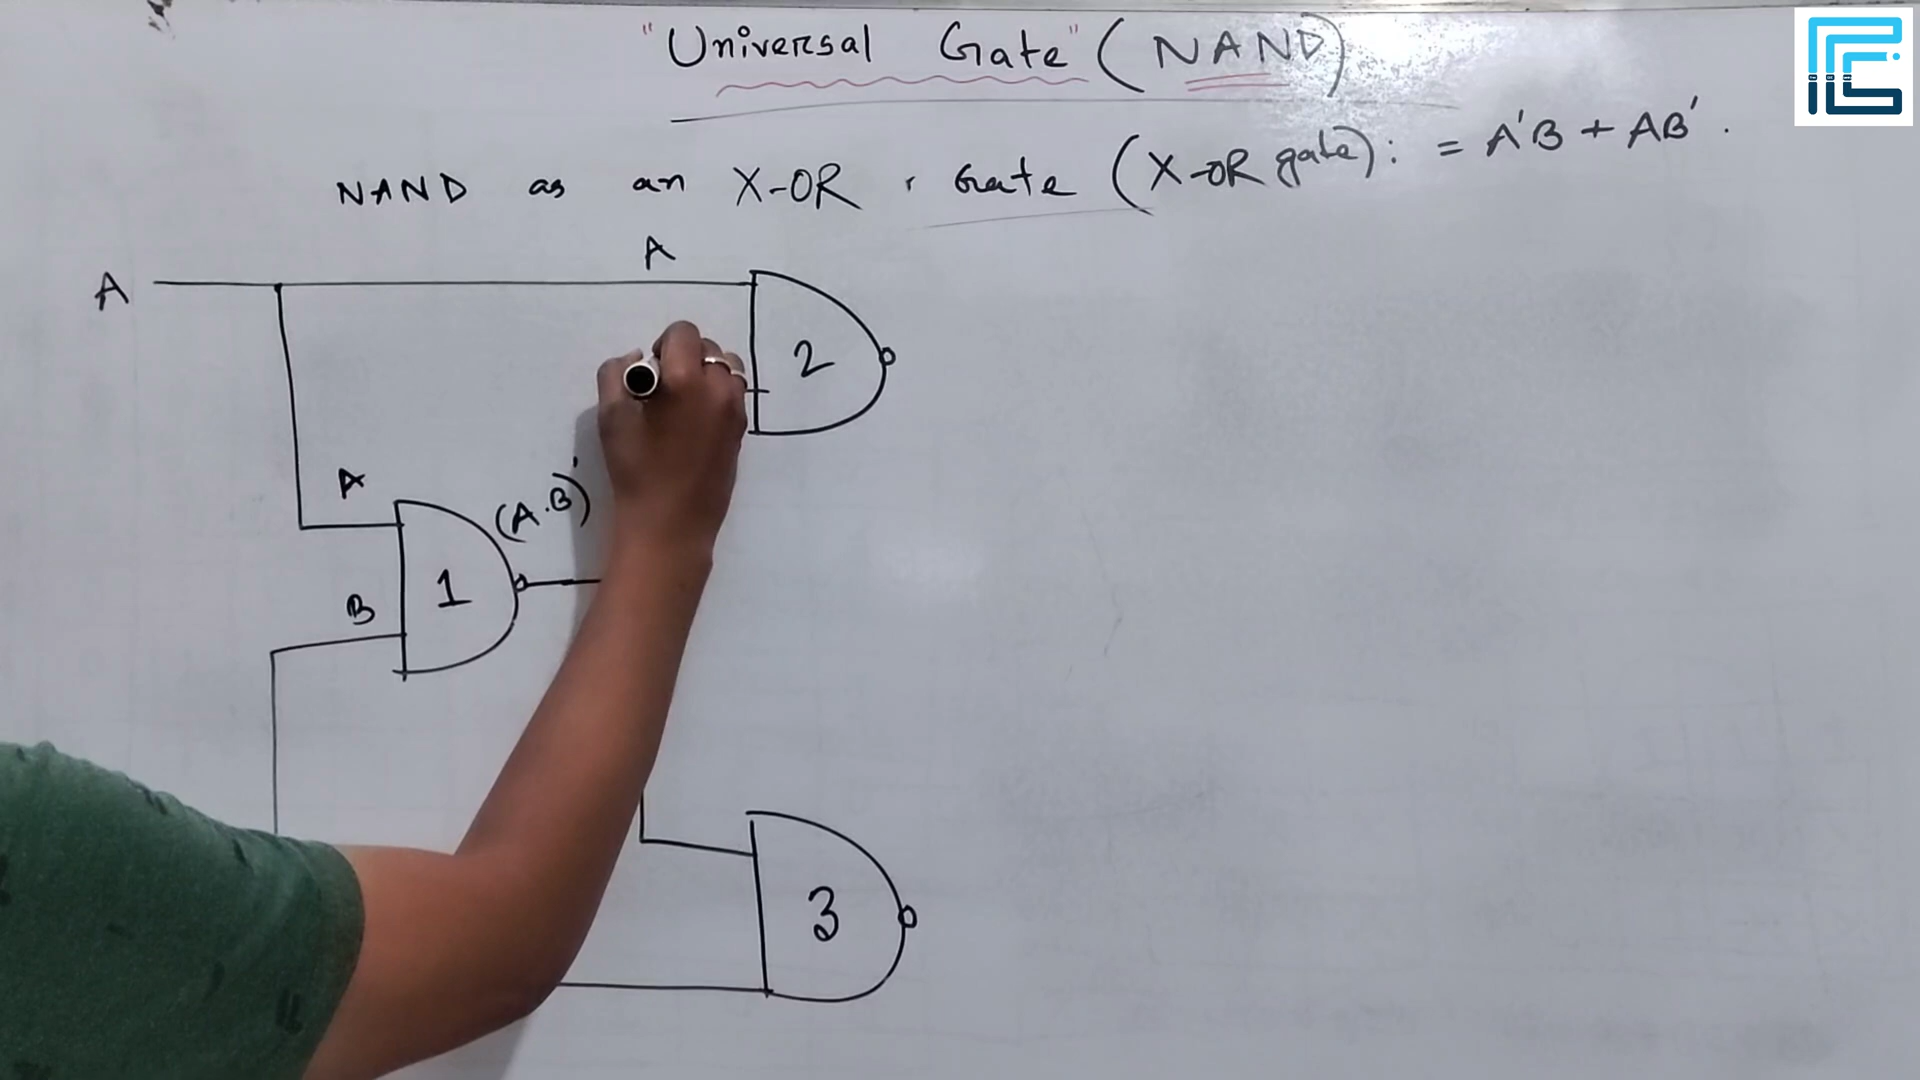 "Universal Gate" (NAND)
NAND as an X-OR Gate (X-OR gate): = A'B + AB'.
A
A
2
A
(A.B)'
1
B
3